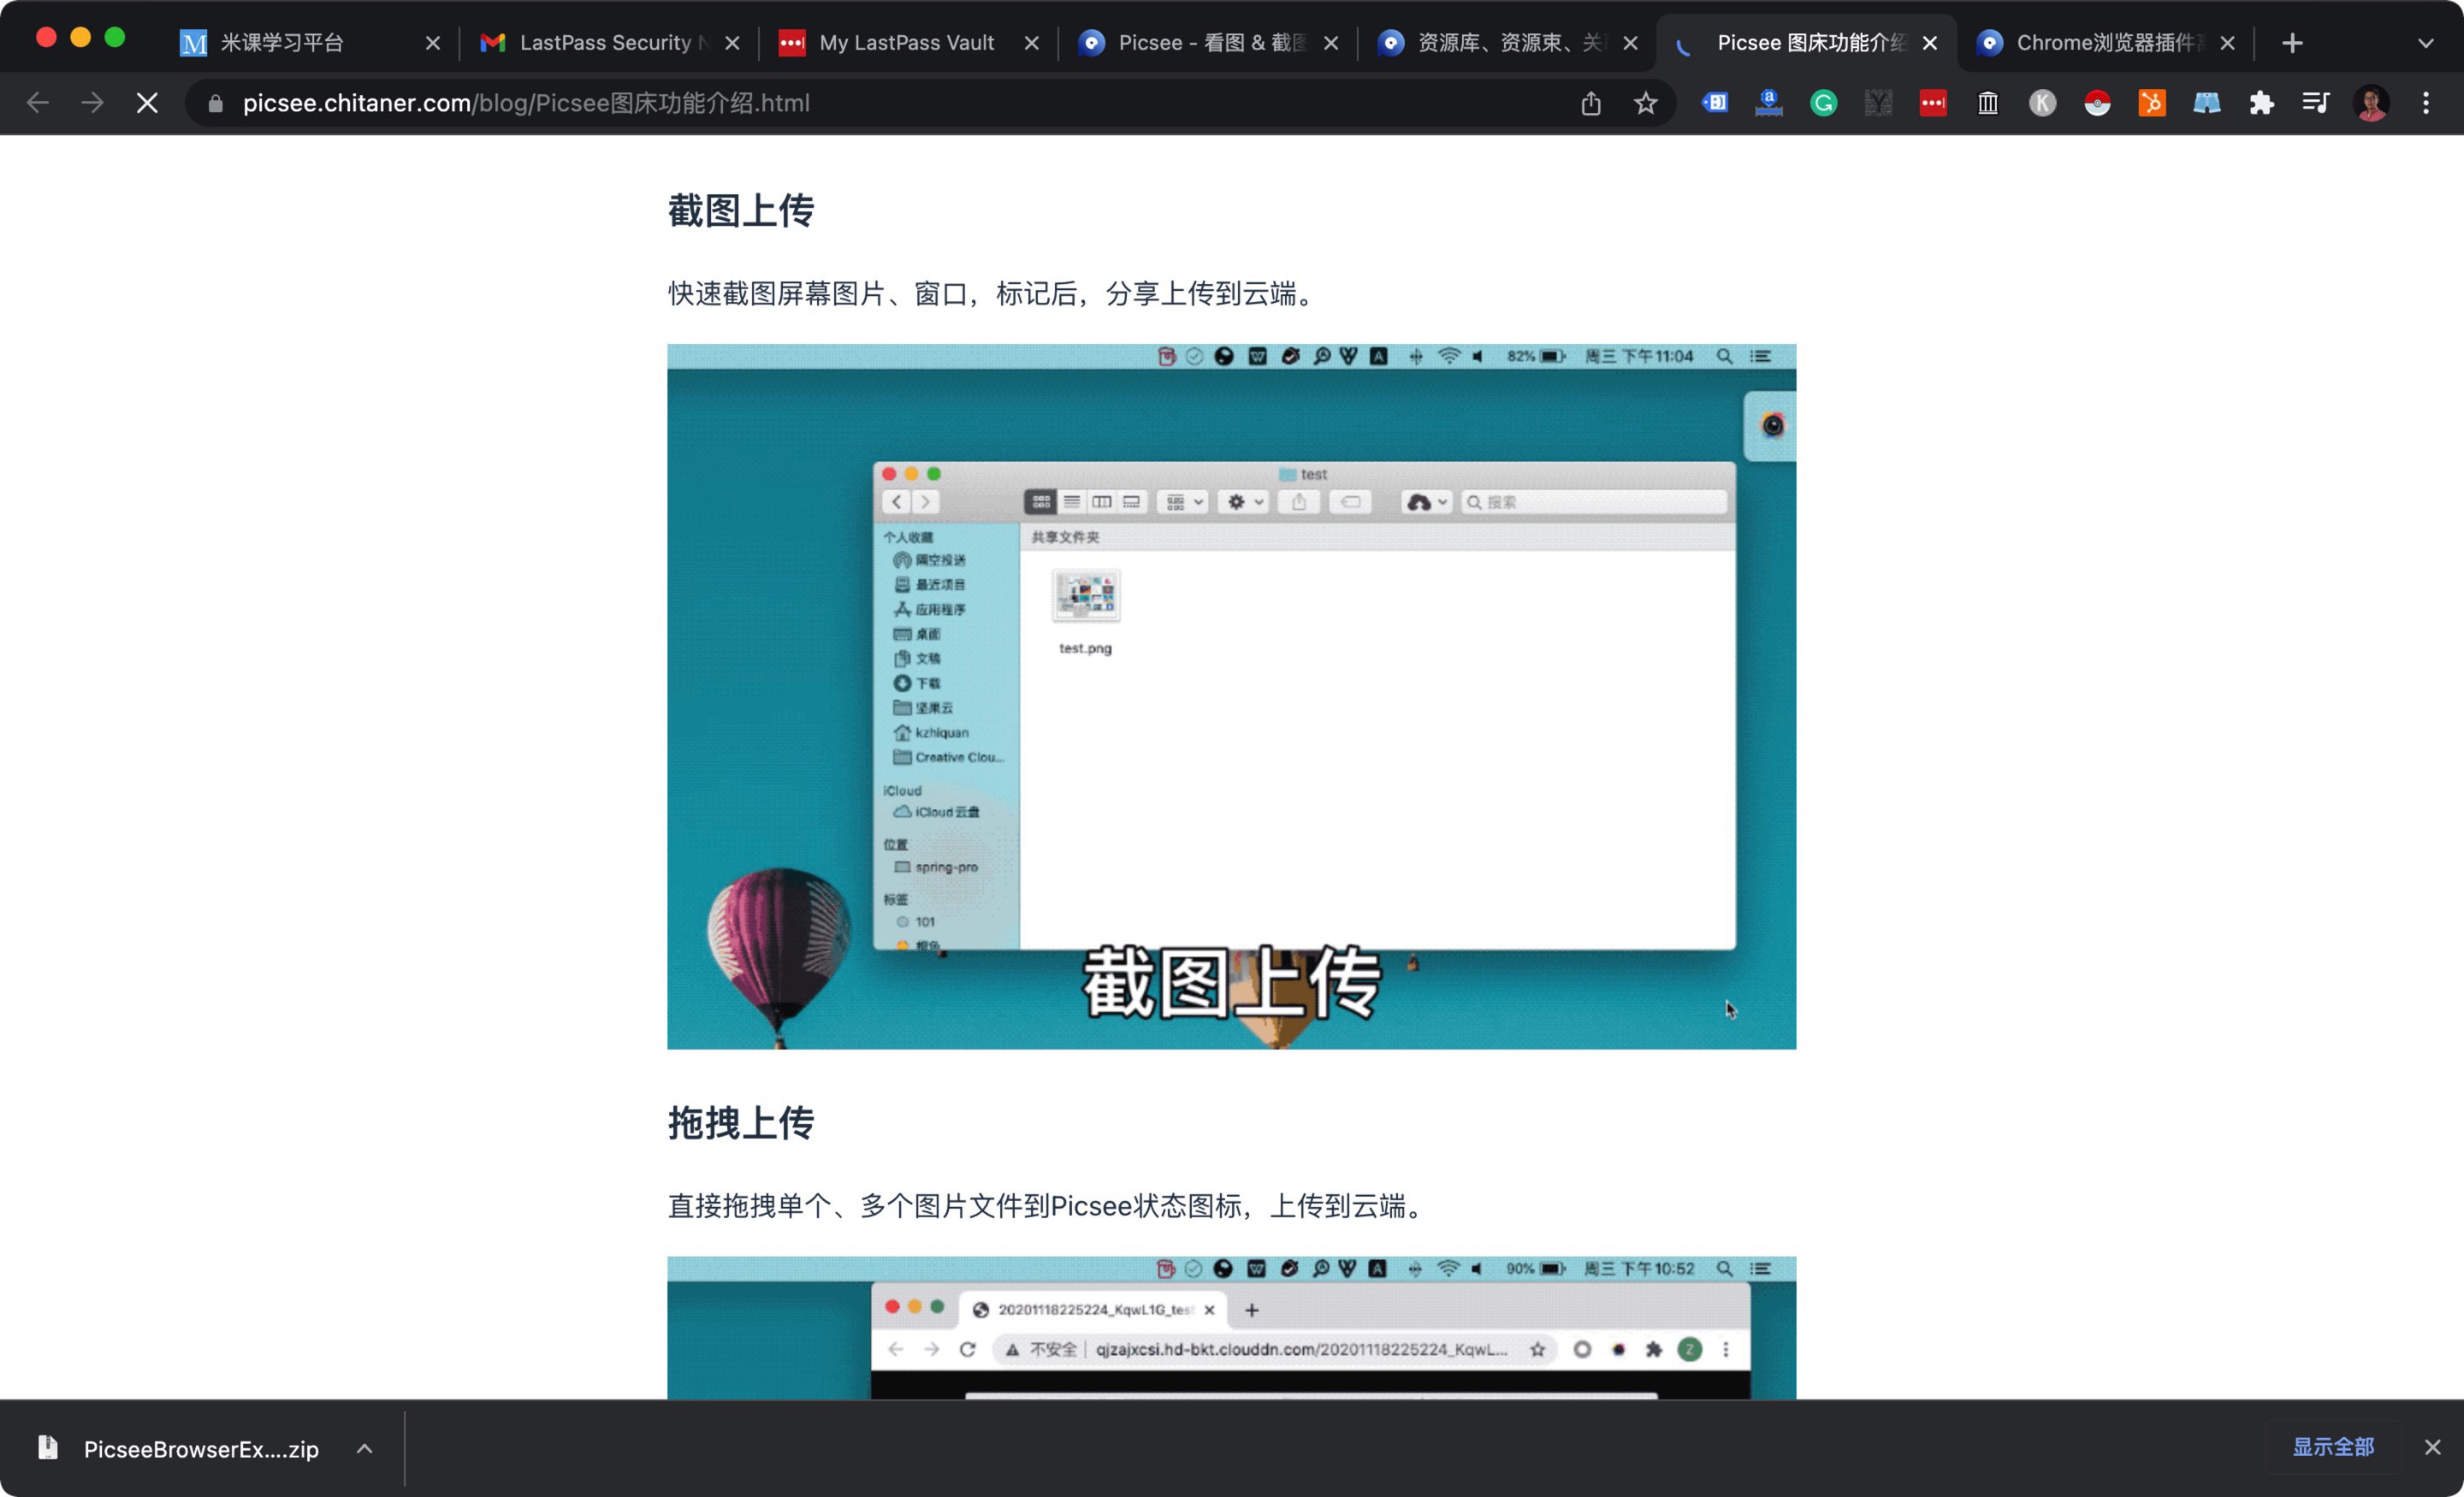 米课学习平台
LastPass Security N
My LastPass Vault
Picsee - 看图 & 截图
资源库、资源束、关
Picsee 图床功能介绍
Chrome浏览器插件
picsee.chitaner.com/blog/Picsee图床功能介绍.html
截图上传
快速截图屏幕图片、窗口，标记后，分享上传到云端。
82% 周三 下午11:04
test
搜索
个人收藏
共享文件夹
隔空投送
最近项目
应用程序
桌面
文稿
test.png
下载
坚果云
kzhiquan
Creative Clou...
iCloud
iCloud 云盘
位置
spring-pro
标签
101
橙色
截图上传
拖拽上传
直接拖拽单个、多个图片文件到Picsee状态图标，上传到云端。
90% 周三 下午10:52
20201118225224_KqwL1G_test
不安全 | qjzajxcsi.hd-bkt.clouddn.com/20201118225224_KqwL...
PicseeBrowserEx....zip
显示全部